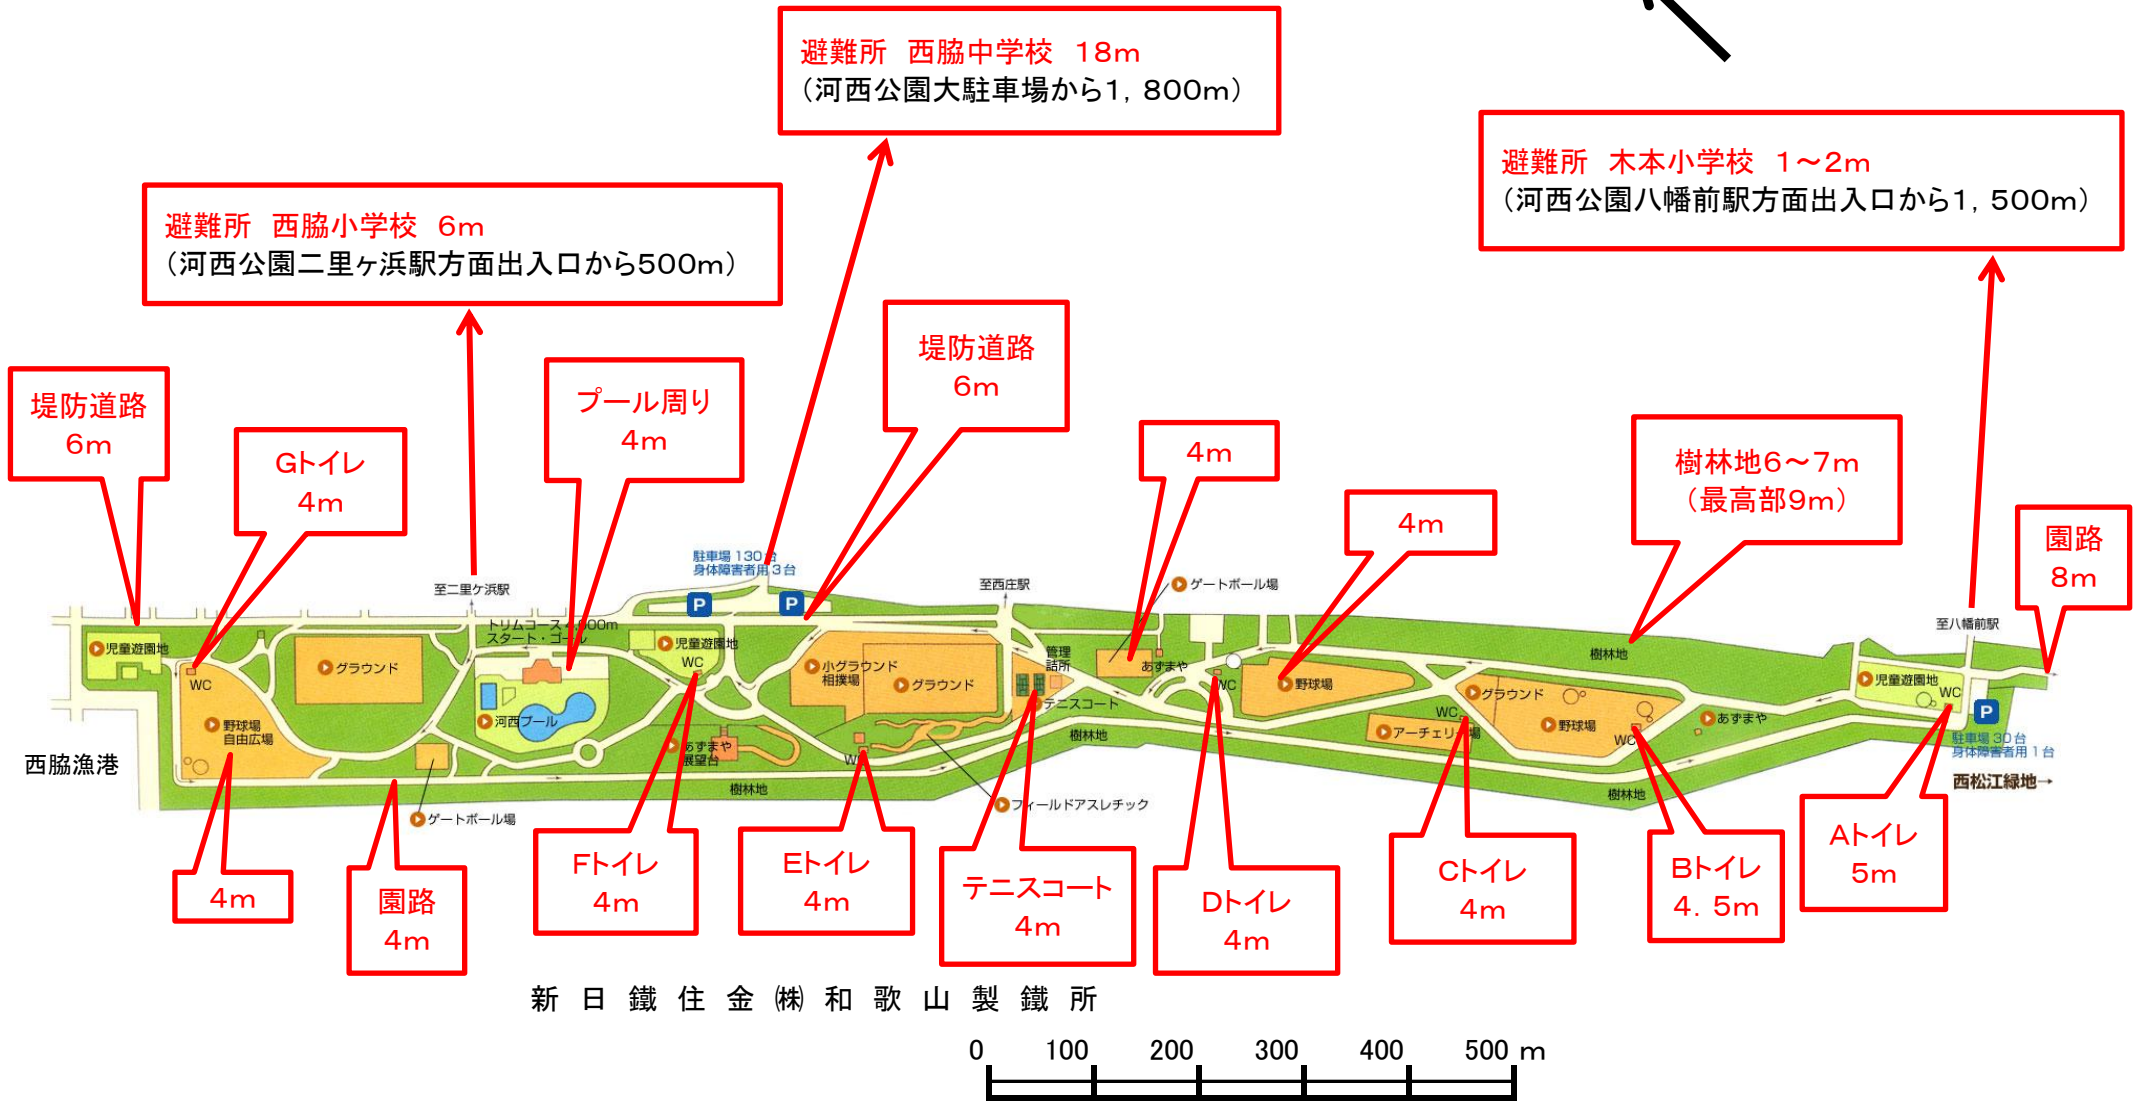 避難所 西脇中学校 18m
（河西公園大駐車場から1，800m）
避難所 木本小学校 1～2m
（河西公園八幡前駅方面出入口から1，500m）
避難所 西脇小学校 6m
（河西公園二里ヶ浜駅方面出入口から500m）
堤防道路
6m
Gトイレ
4m
プール周り
4m
堤防道路
6m
4m
4m
樹林地6～7m
（最高部9m）
園路
8m
駐車場 130台
身体障害者用 3台
至二里ケ浜駅
至西庄駅
ゲートボール場
至八幡前駅
P
P
トリムコース 4,000m
スタート・ゴール
児童遊園地
WC
グラウンド
児童遊園地
WC
小グラウンド
相撲場
グラウンド
管理
詰所
あずまや
WC
野球場
樹林地
グラウンド
児童遊園地
WC
P
駐車場 30台
身体障害者用 1台
野球場
自由広場
河西プール
あずまや
展望台
WC
テニスコート
樹林地
アーチェリー場
WC
野球場
WC
あずまや
西脇漁港
樹林地
フィールドアスレチック
樹林地
西松江緑地→
ゲートボール場
4m
園路
4m
Fトイレ
4m
Eトイレ
4m
テニスコート
4m
Dトイレ
4m
Cトイレ
4m
Bトイレ
4．5m
Aトイレ
5m
新日鐵住金㈱和歌山製鐵所
0 100 200 300 400 500 m